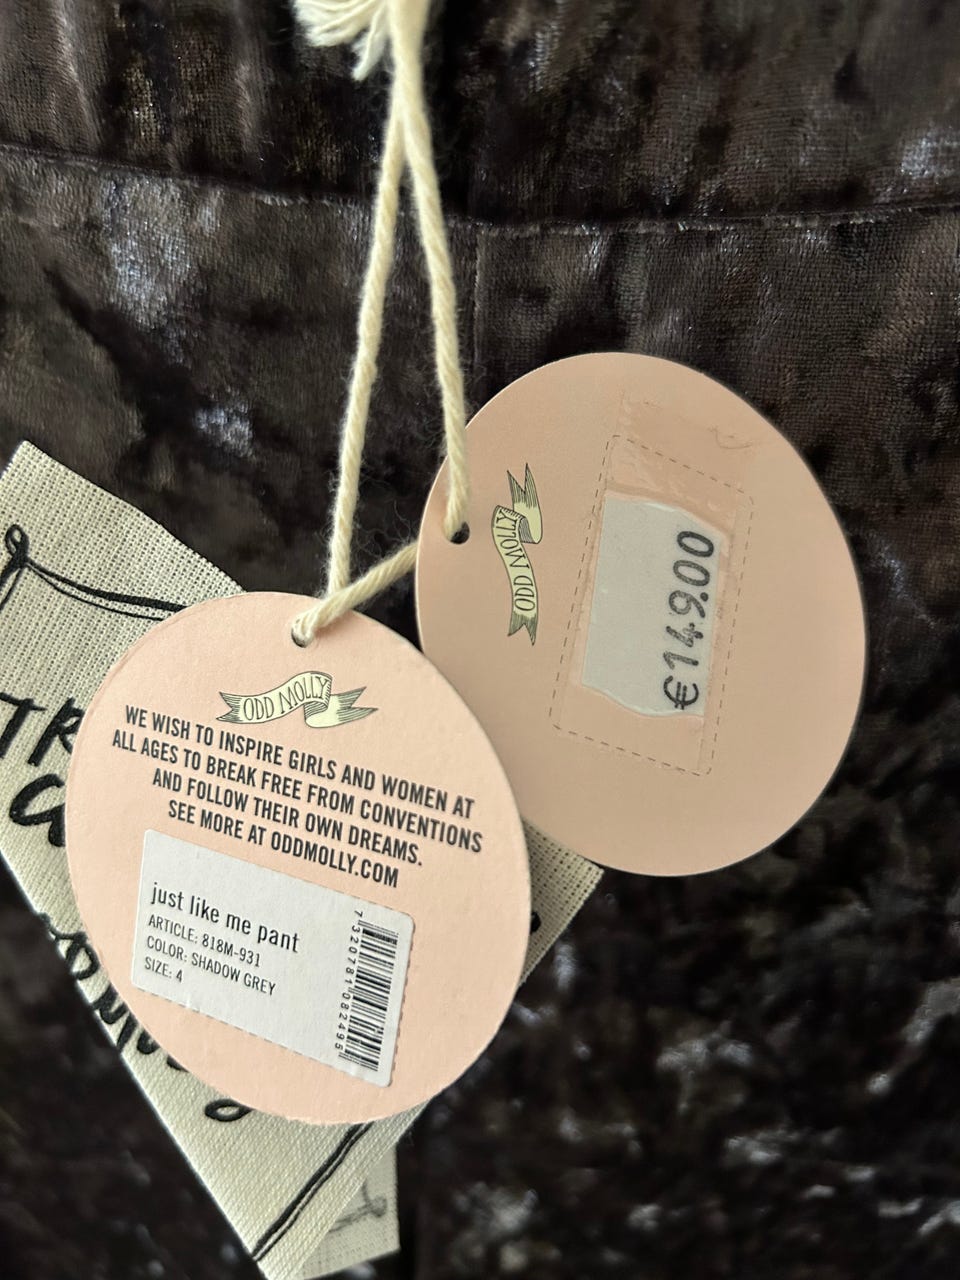 ODD MOLLY
WE WISH TO INSPIRE GIRLS AND WOMEN AT
ALL AGES TO BREAK FREE FROM CONVENTIONS
AND FOLLOW THEIR OWN DREAMS.
SEE MORE AT ODDMOLLY.COM
just like me pant
ARTICLE: 818M-931
COLOR: SHADOW GREY
SIZE: 4
7320781082495
ODD MOLLY
€149.00